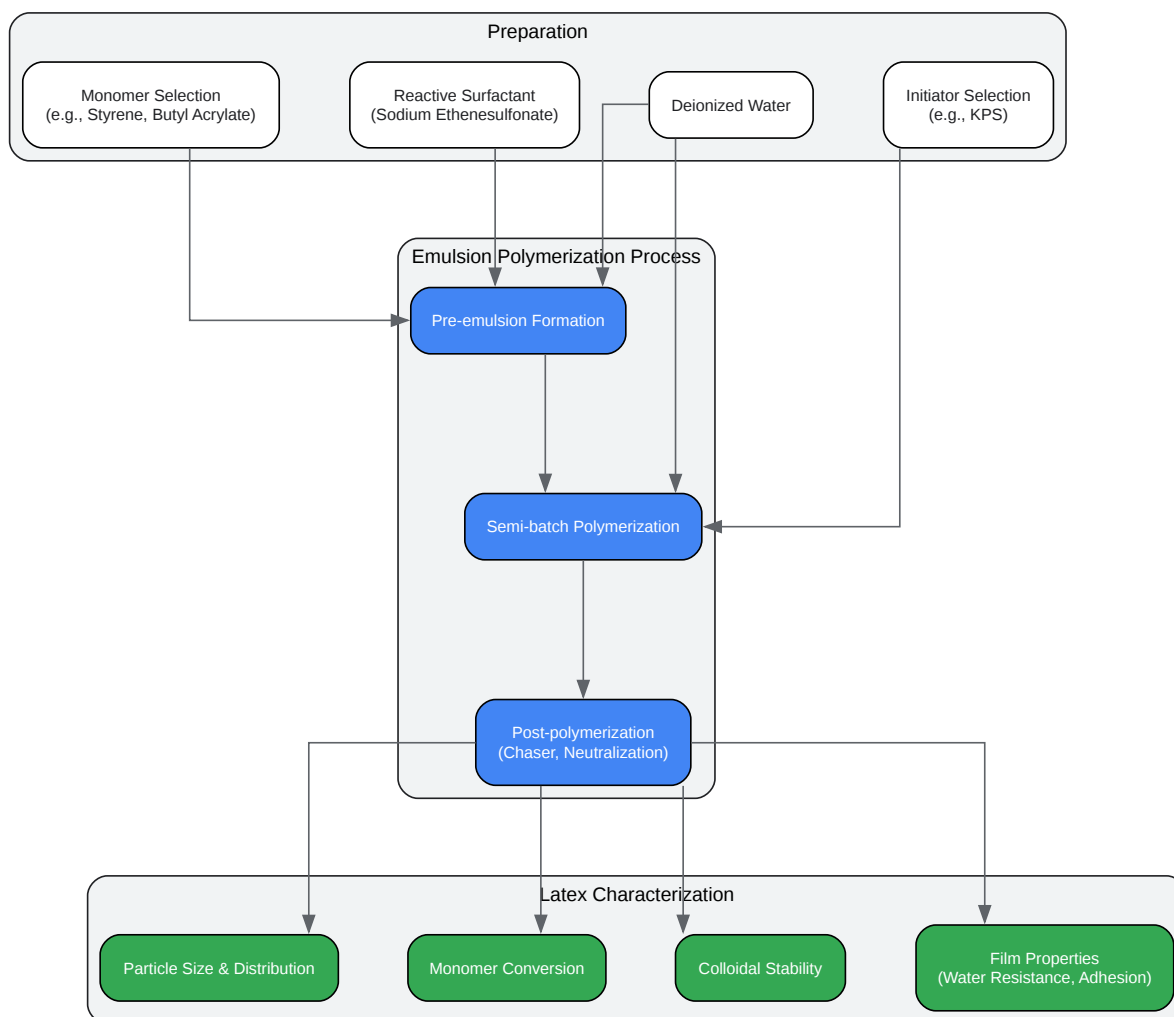 Preparation
Monomer Selection
(e.g., Styrene, Butyl Acrylate)
Reactive Surfactant
(Sodium Ethenesulfonate)
Deionized Water
Initiator Selection
(e.g., KPS)
Emulsion Polymerization Process
Pre-emulsion Formation
Semi-batch Polymerization
Post-polymerization
(Chaser, Neutralization)
Latex Characterization
Particle Size & Distribution
Monomer Conversion
Colloidal Stability
Film Properties
(Water Resistance, Adhesion)